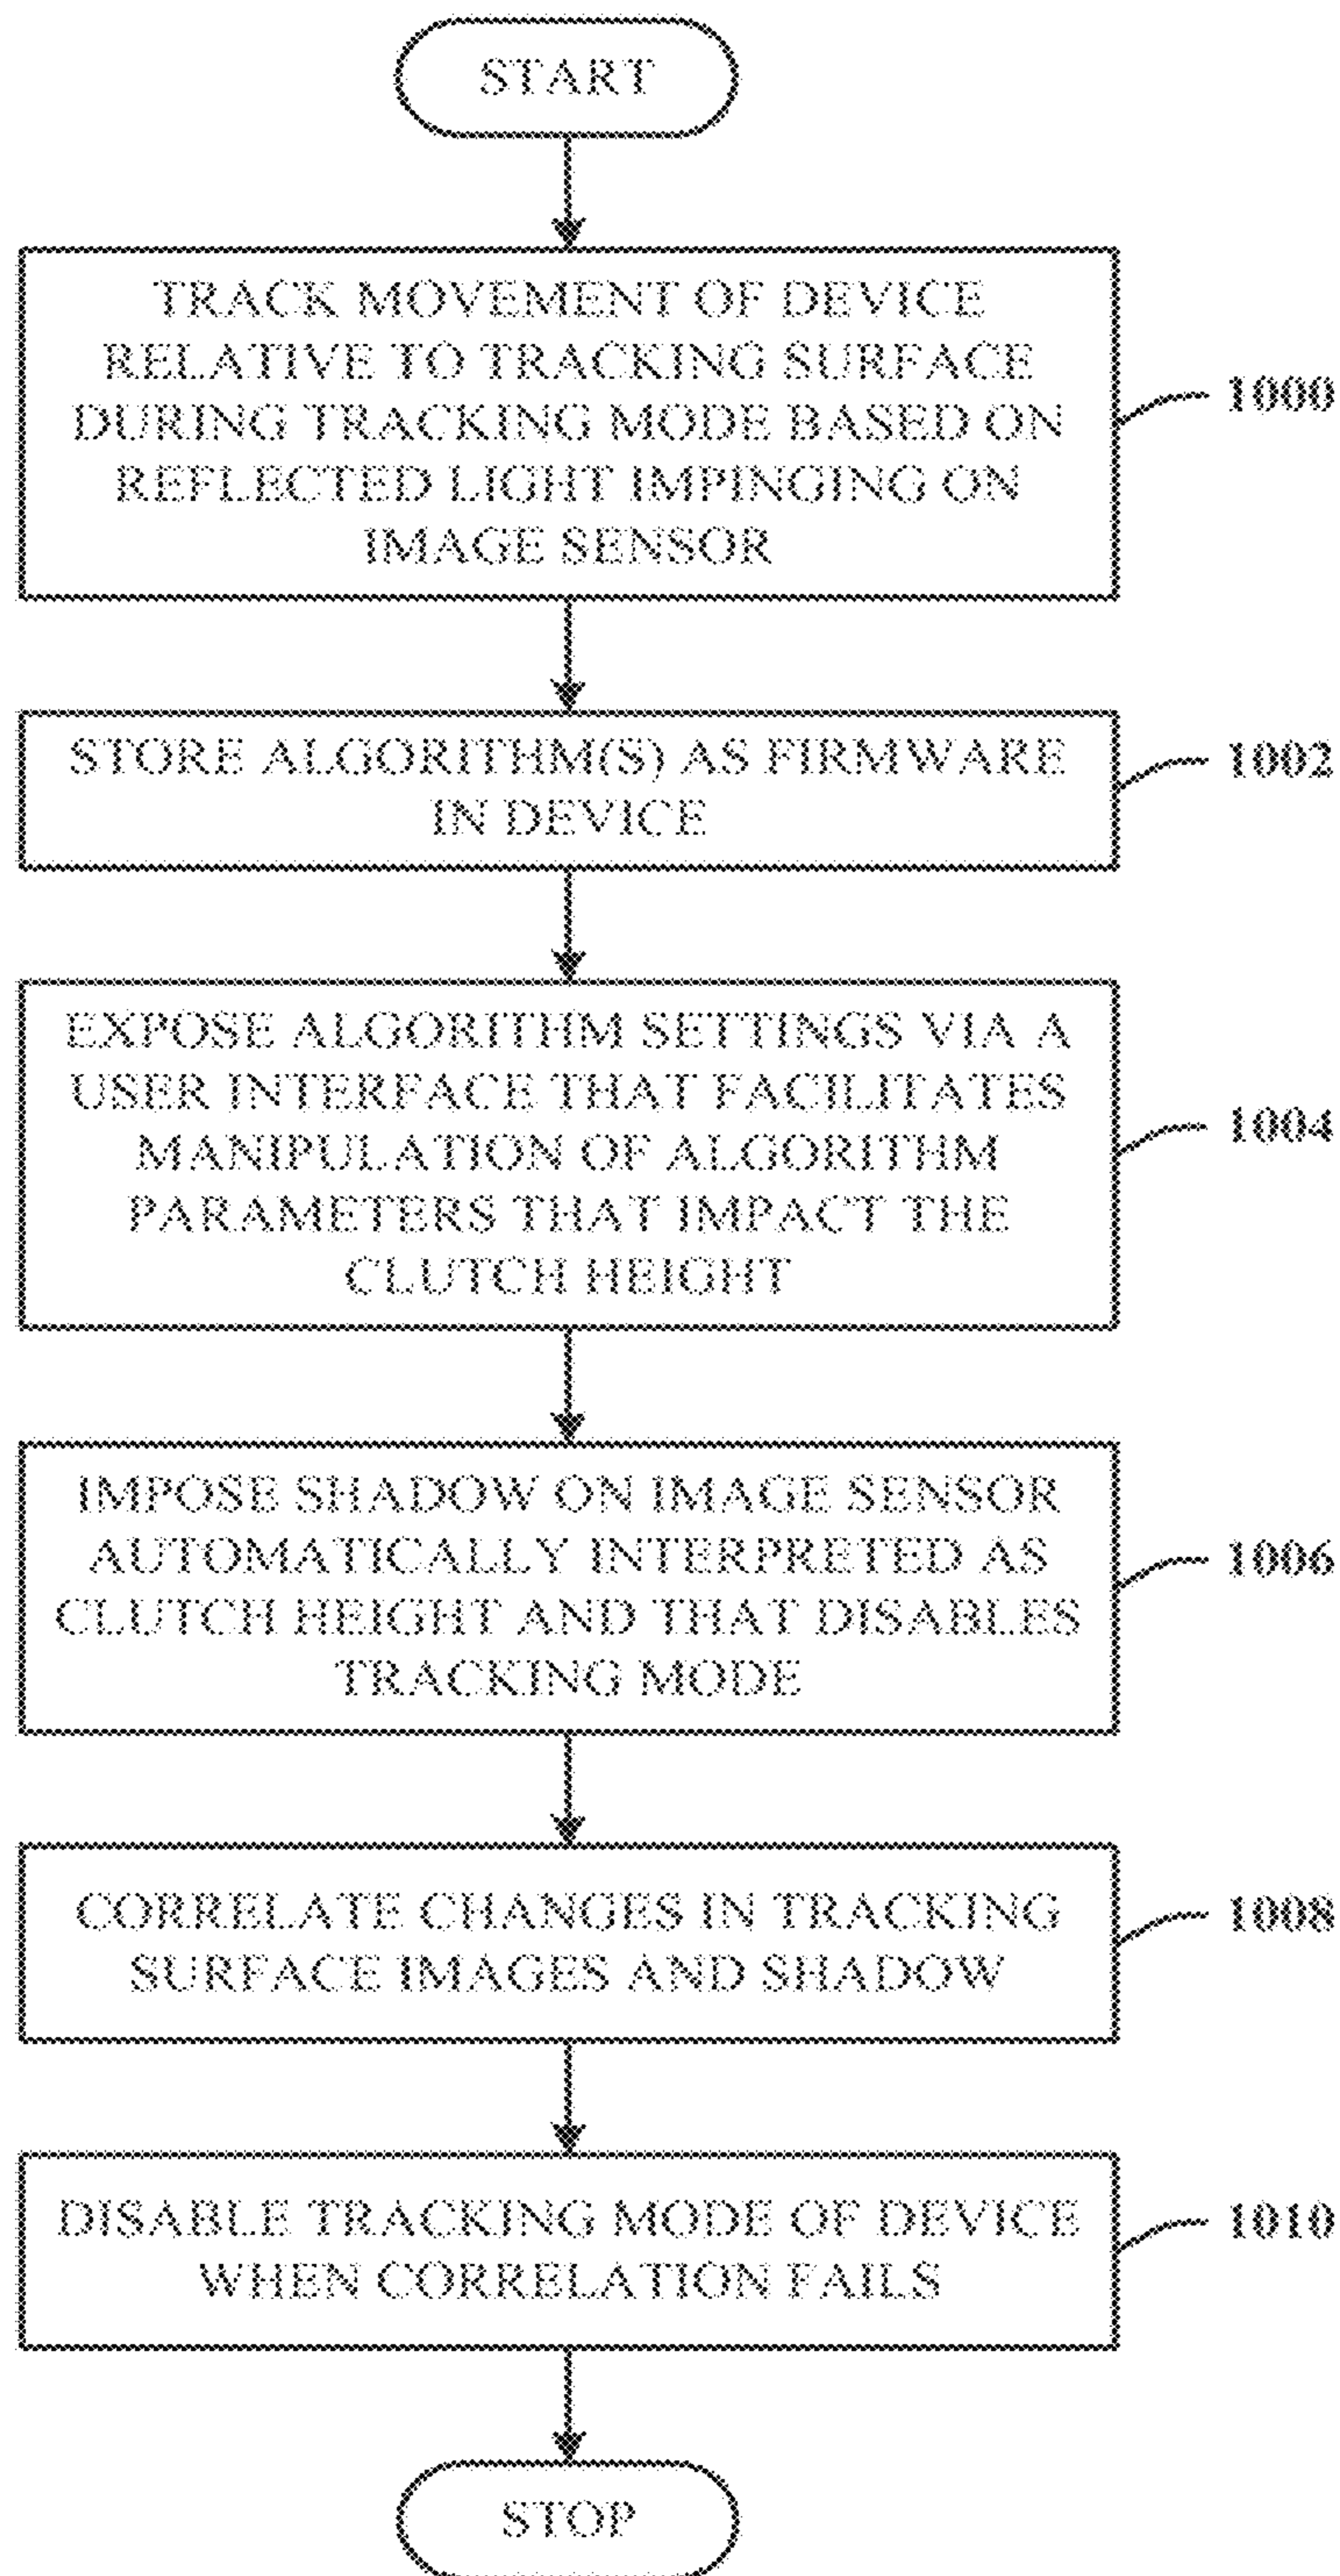 START
TRACK MOVEMENT OF DEVICE
RELATIVE TO TRACKING SURFACE
DURING TRACKING MODE BASED ON
REFLECTED LIGHT IMPINGING ON
IMAGE SENSOR
1000
STORE ALGORITHM(S) AS FIRMWARE
IN DEVICE
1002
EXPOSE ALGORITHM SETTINGS VIA A
USER INTERFACE THAT FACILITATES
MANIPULATION OF ALGORITHM
PARAMETERS THAT IMPACT THE
CLUTCH HEIGHT
1004
IMPOSE SHADOW ON IMAGE SENSOR
AUTOMATICALLY INTERPRETED AS
CLUTCH HEIGHT AND THAT DISABLES
TRACKING MODE
1006
CORRELATE CHANGES IN TRACKING
SURFACE IMAGES AND SHADOW
1008
DISABLE TRACKING MODE OF DEVICE
WHEN CORRELATION FAILS
1010
STOP